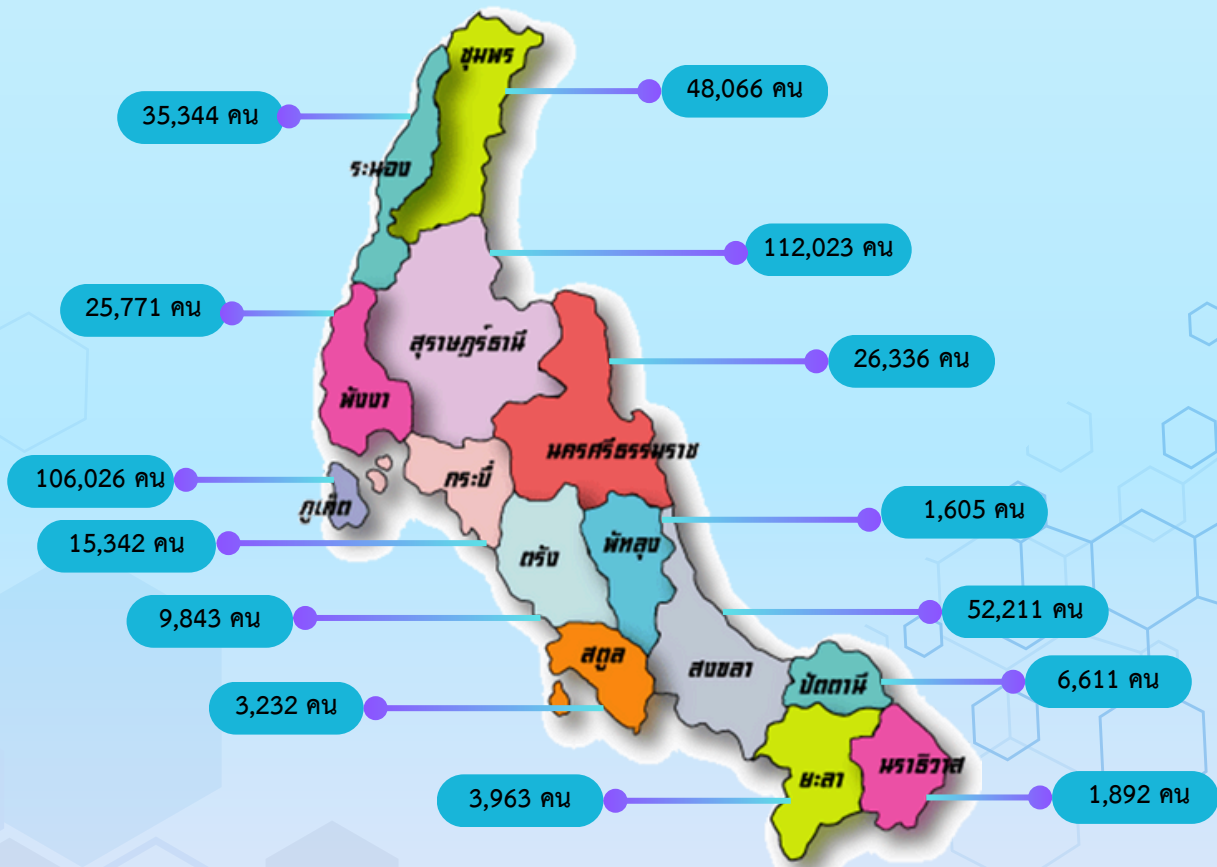 ชุมพร
48,066 คน
35,344 คน
ระนอง
112,023 คน
25,771 คน
สุราษฎร์ธานี
26,336 คน
พังงา
นครศรีธรรมราช
106,026 คน
กระบี่
ภูเก็ต
1,605 คน
15,342 คน
ตรัง
พัทลุง
9,843 คน
52,211 คน
สตูล
สงขลา
ปัตตานี
6,611 คน
3,232 คน
ยะลา
นราธิวาส
3,963 คน
1,892 คน